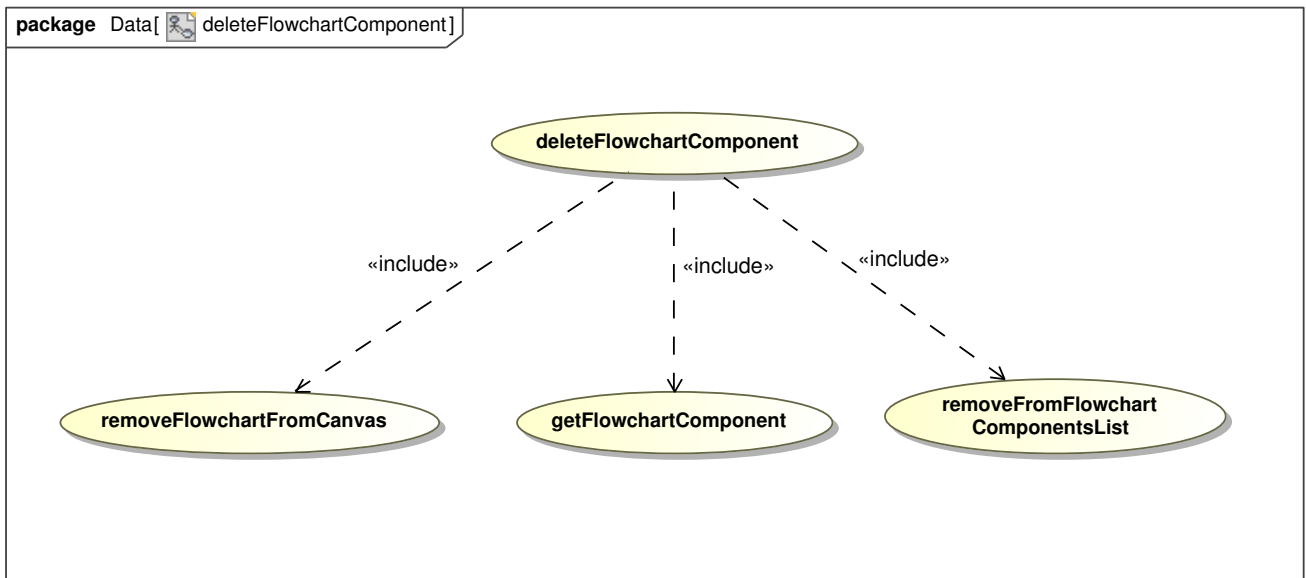 package Data[ deleteFlowchartComponent]
deleteFlowchartComponent
«include»
«include»
«include»
removeFlowchartFromCanvas
getFlowchartComponent
removeFromFlowchart
ComponentsList